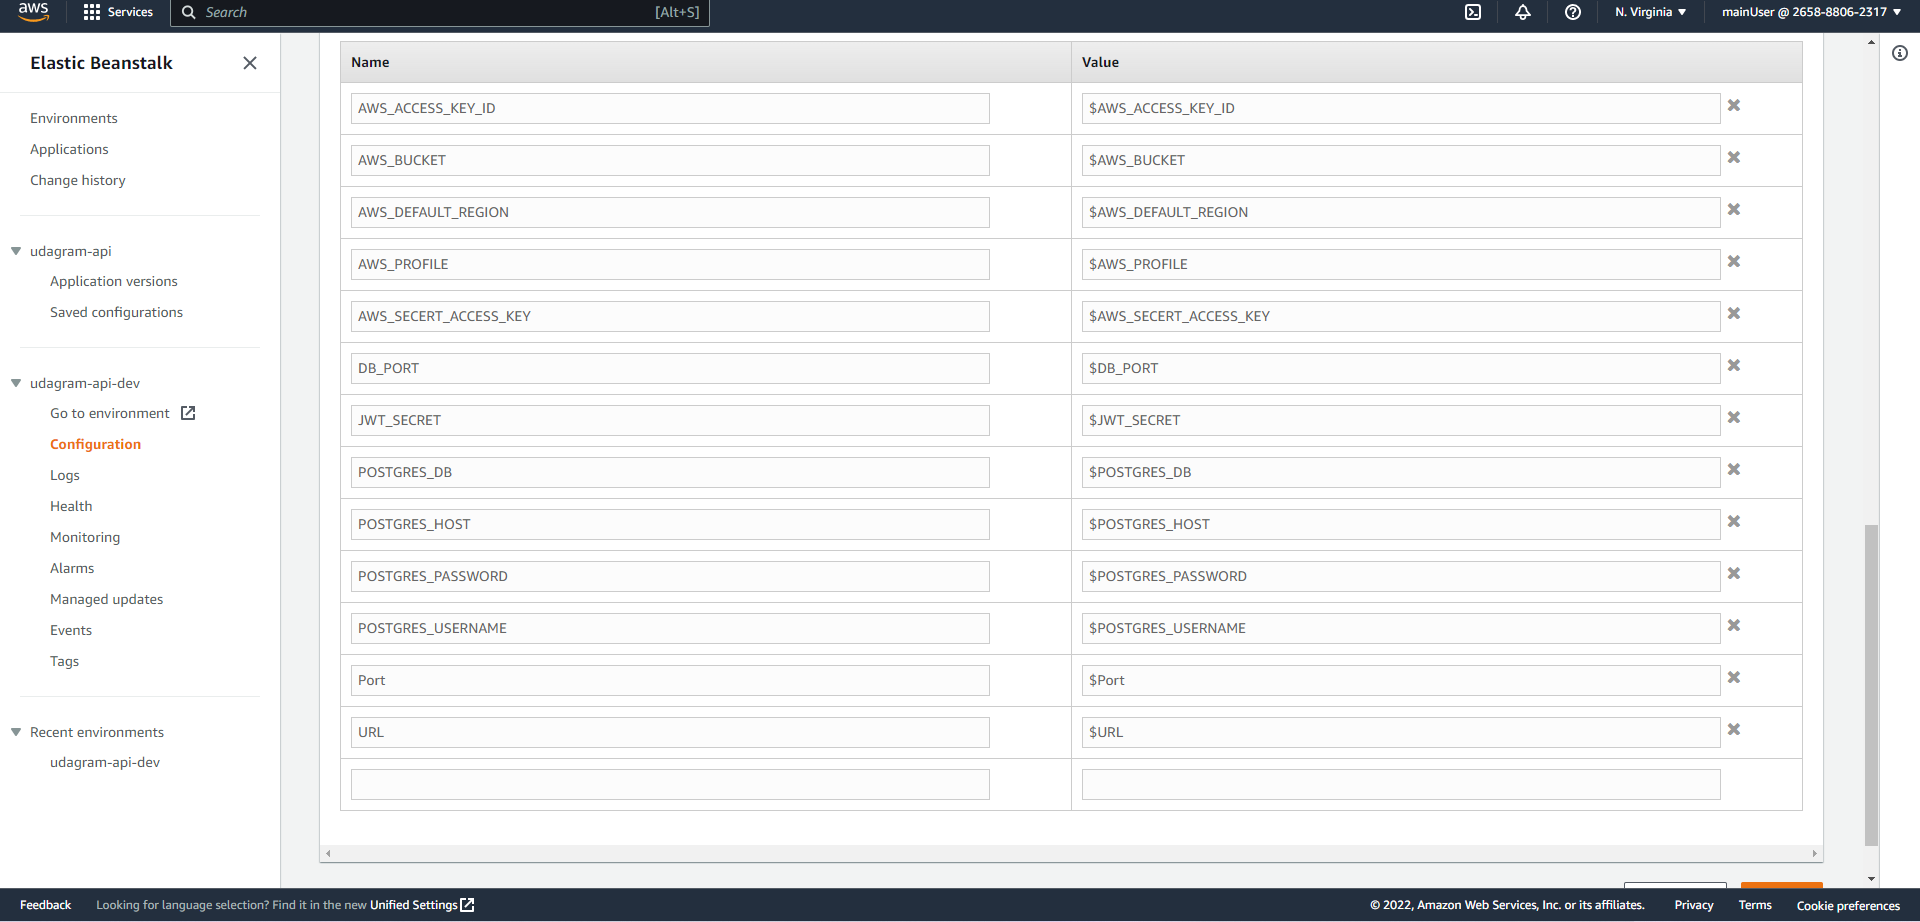 aws
Services
Search
[Alt+S]
N. Virginia
mainUser @ 2658-8806-2317
Elastic Beanstalk
Environments
Applications
Change history
udagram-api
Application versions
Saved configurations
udagram-api-dev
Go to environment
Configuration
Logs
Health
Monitoring
Alarms
Managed updates
Events
Tags
Recent environments
udagram-api-dev
Name Value
AWS_ACCESS_KEY_ID $AWS_ACCESS_KEY_ID
AWS_BUCKET $AWS_BUCKET
AWS_DEFAULT_REGION $AWS_DEFAULT_REGION
AWS_PROFILE $AWS_PROFILE
AWS_SECERT_ACCESS_KEY $AWS_SECERT_ACCESS_KEY
DB_PORT $DB_PORT
JWT_SECRET $JWT_SECRET
POSTGRES_DB $POSTGRES_DB
POSTGRES_HOST $POSTGRES_HOST
POSTGRES_PASSWORD $POSTGRES_PASSWORD
POSTGRES_USERNAME $POSTGRES_USERNAME
Port $Port
URL $URL
Feedback
Looking for language selection? Find it in the new Unified Settings
© 2022, Amazon Web Services, Inc. or its affiliates.
Privacy
Terms
Cookie preferences